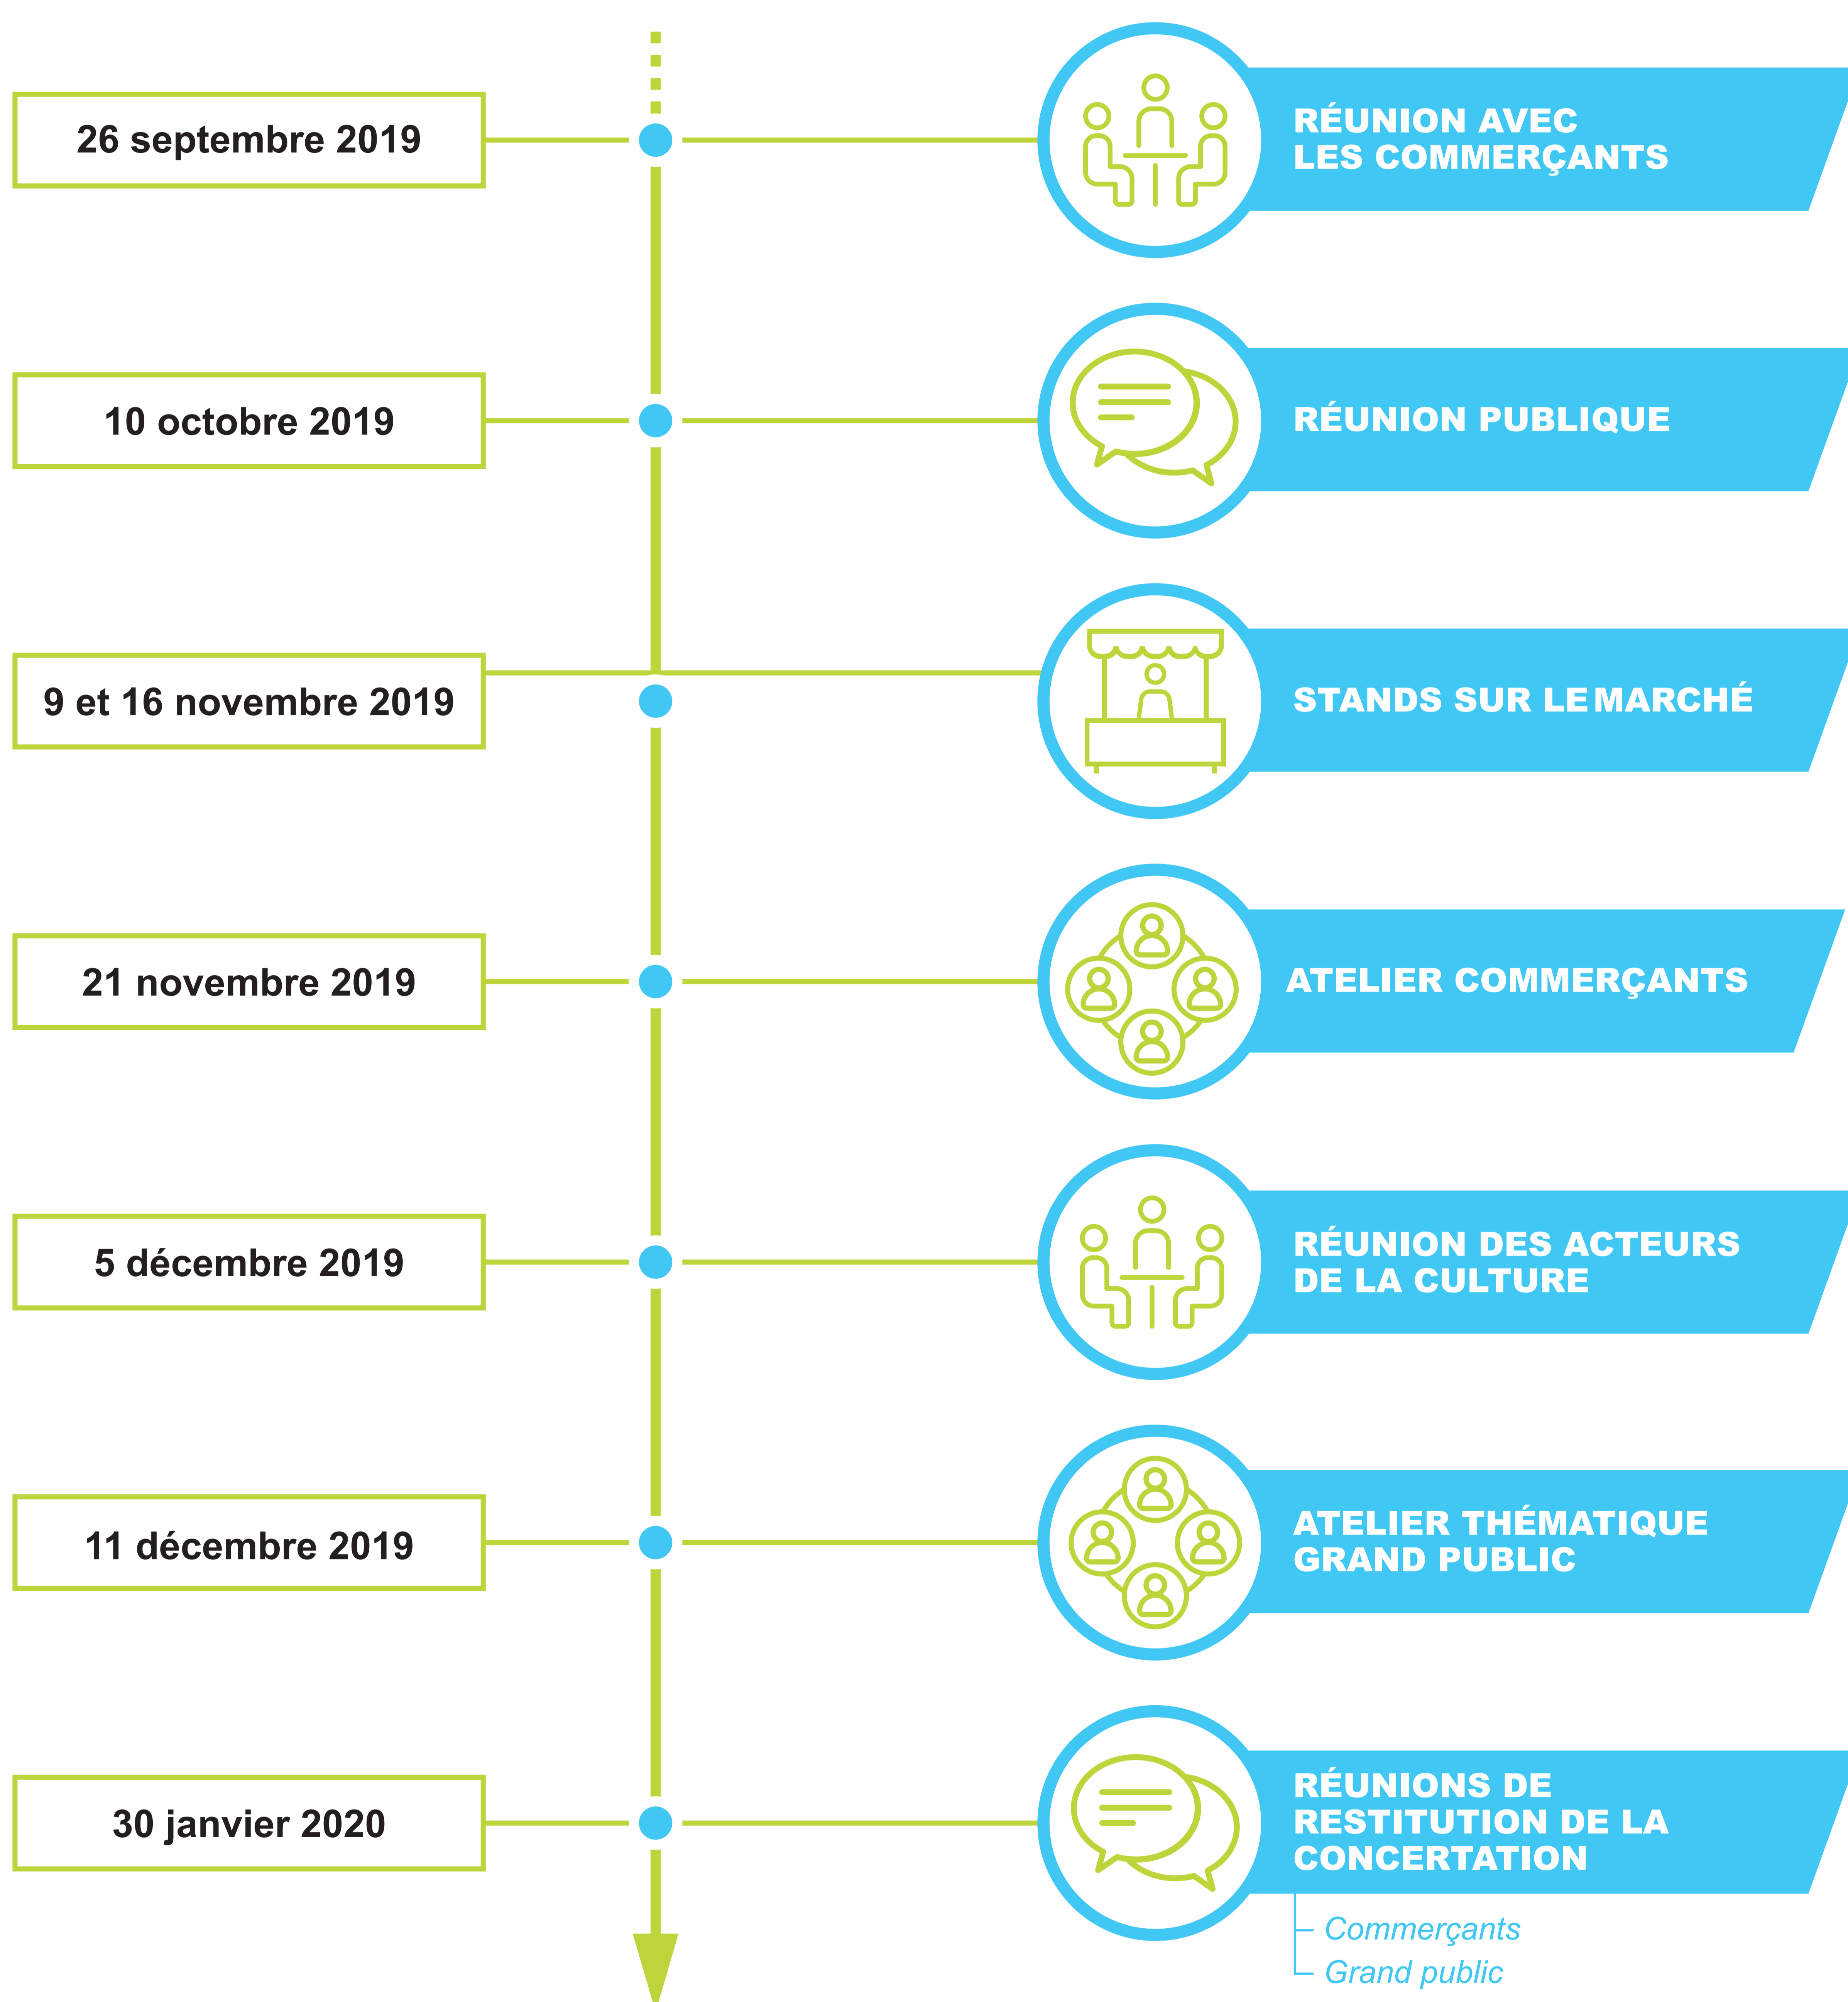 26 septembre 2019
RÉUNION AVEC
LES COMMERÇANTS
10 octobre 2019
RÉUNION PUBLIQUE
9 et 16 novembre 2019
STANDS SUR LE MARCHÉ
21 novembre 2019
ATELIER COMMERÇANTS
5 décembre 2019
RÉUNION DES ACTEURS
DE LA CULTURE
11 décembre 2019
ATELIER THÉMATIQUE
GRAND PUBLIC
30 janvier 2020
RÉUNIONS DE
RESTITUTION DE LA
CONCERTATION
Commerçants
Grand public